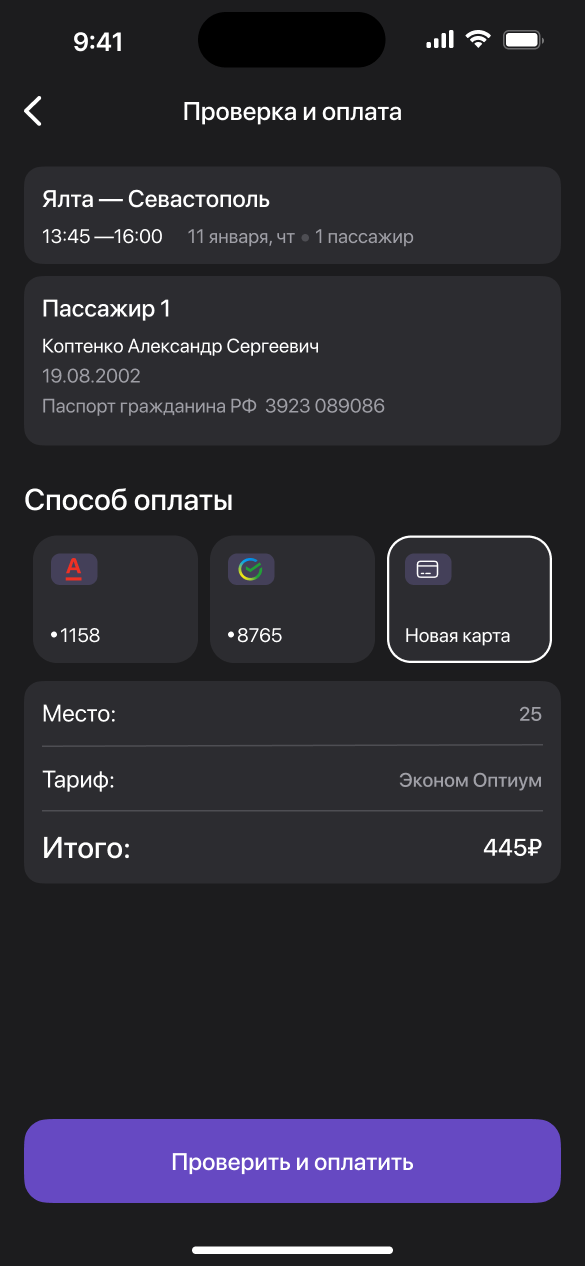 9:41
Проверка и оплата
Ялта — Севастополь
13:45 —16:00 11 января, чт • 1 пассажир
Пассажир 1
Коптенко Александр Сергеевич
19.08.2002
Паспорт гражданина РФ 3923 089086
Способ оплаты
А
•1158 •8765 Новая карта
Место: 25
Тариф: Эконом Оптиум
Итого: 445₽
Проверить и оплатить